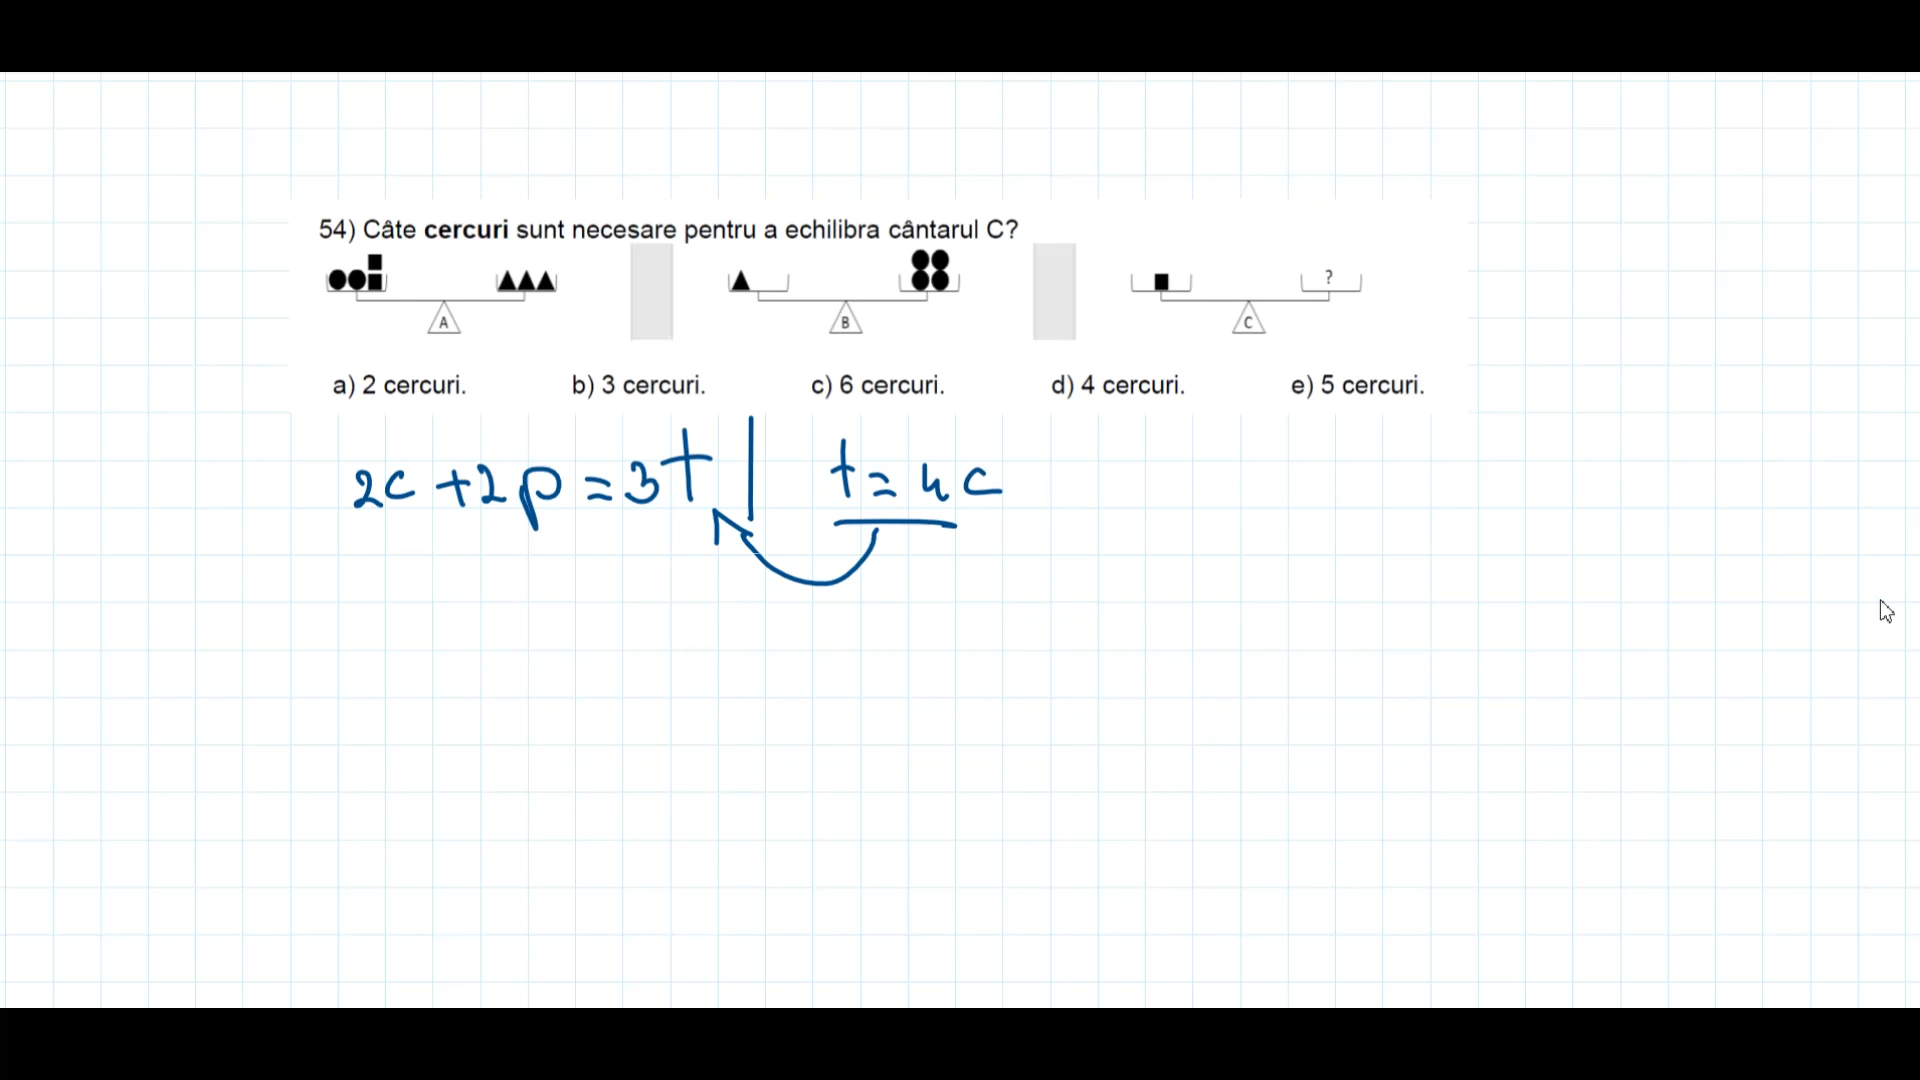 54) Câte cercuri sunt necesare pentru a echilibra cântarul C?
?
A B C
a) 2 cercuri. b) 3 cercuri. c) 6 cercuri. d) 4 cercuri. e) 5 cercuri.
2c + 2p = 3t | t = 4c